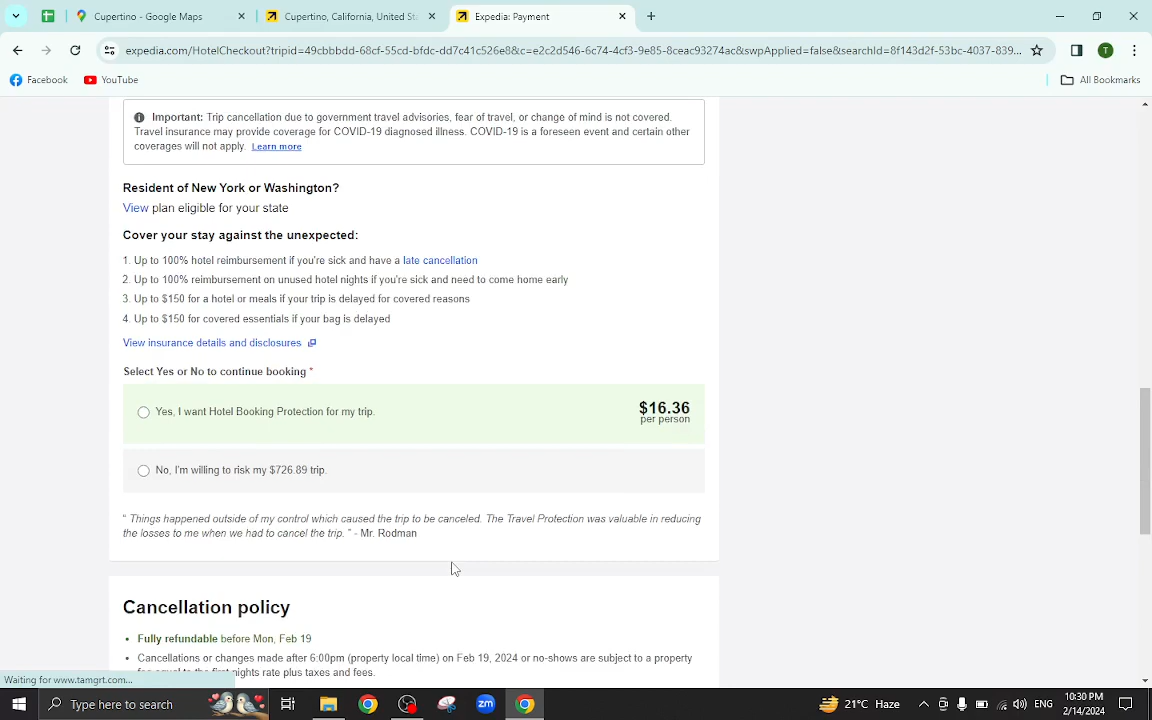 Cupertino - Google Maps
Cupertino, California, United St
Expedia: Payment
expedia.com/HotelCheckout?tripid=49cbbbdd-68cf-55cd-bfdc-dd7c41c526e8&c=e2c2d546-6c74-4cf3-9e85-8ceac93274ac&swpApplied=false&searchId=8f143d2f-53bc-4037-839...
T
Facebook
YouTube
All Bookmarks
Important: Trip cancellation due to government travel advisories, fear of travel, or change of mind is not covered.
Travel insurance may provide coverage for COVID-19 diagnosed illness. COVID-19 is a foreseen event and certain other
coverages will not apply. Learn more
Resident of New York or Washington?
View plan eligible for your state
Cover your stay against the unexpected:
1. Up to 100% hotel reimbursement if you're sick and have a late cancellation
2. Up to 100% reimbursement on unused hotel nights if you're sick and need to come home early
3. Up to $150 for a hotel or meals if your trip is delayed for covered reasons
4. Up to $150 for covered essentials if your bag is delayed
View insurance details and disclosures
Select Yes or No to continue booking *
Yes, I want Hotel Booking Protection for my trip.
$16.36
per person
No, I'm willing to risk my $726.89 trip.
" Things happened outside of my control which caused the trip to be canceled. The Travel Protection was valuable in reducing
the losses to me when we had to cancel the trip. " - Mr. Rodman
Cancellation policy
• Fully refundable before Mon, Feb 19
• Cancellations or changes made after 6:00pm (property local time) on Feb 19, 2024 or no-shows are subject to a property
nights rate plus taxes and fees.
Waiting for www.tamgrt.com...
Type here to search
zm
21°C Haze
ENG
10:30 PM
2/14/2024